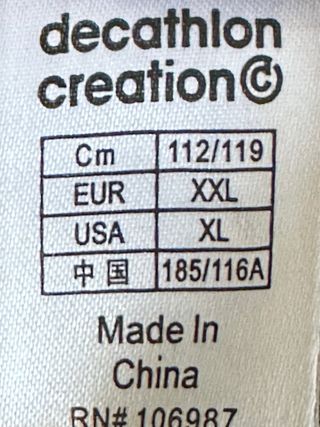 decathlon
creation©
Cm 112/119
EUR XXL
USA XL
中国 185/116A
Made In
China
RN# 106987